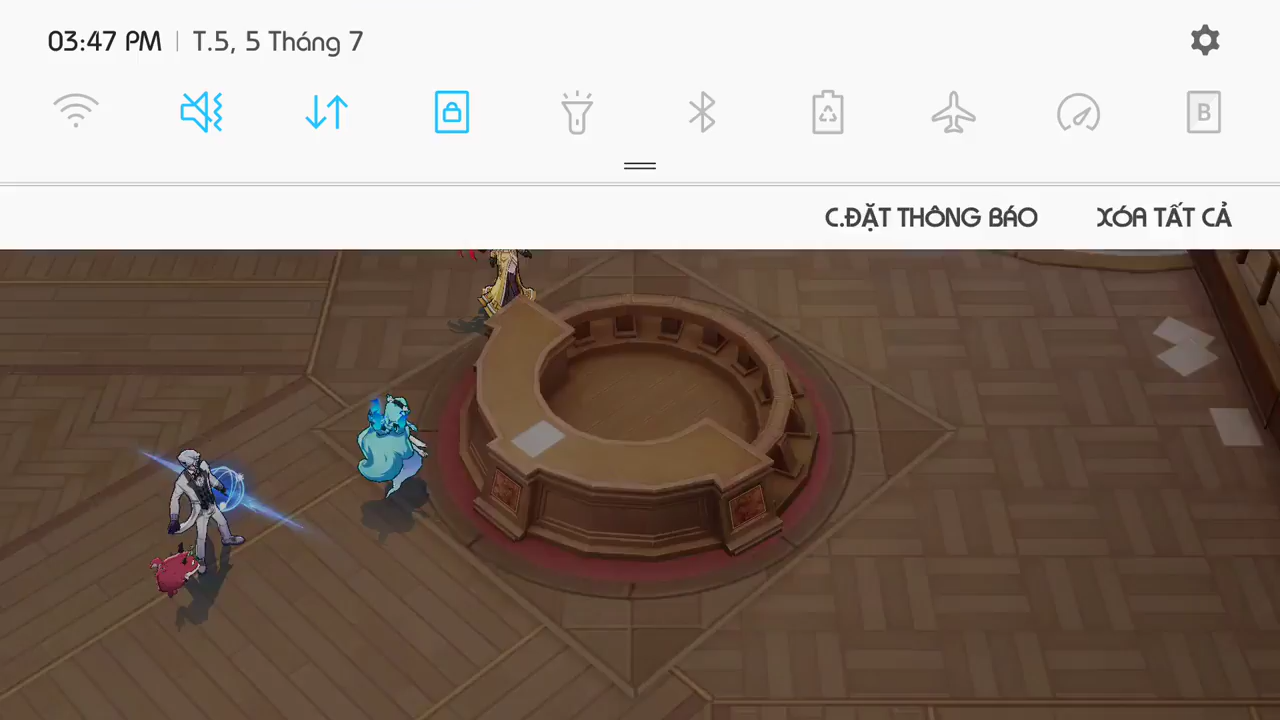 03:47 PM | T.5, 5 Tháng 7
B
C.ĐẶT THÔNG BÁO XÓA TẤT CẢ